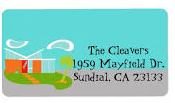 The Cleavers
1959 Mayfield Dr.
Sundial, CA 23133